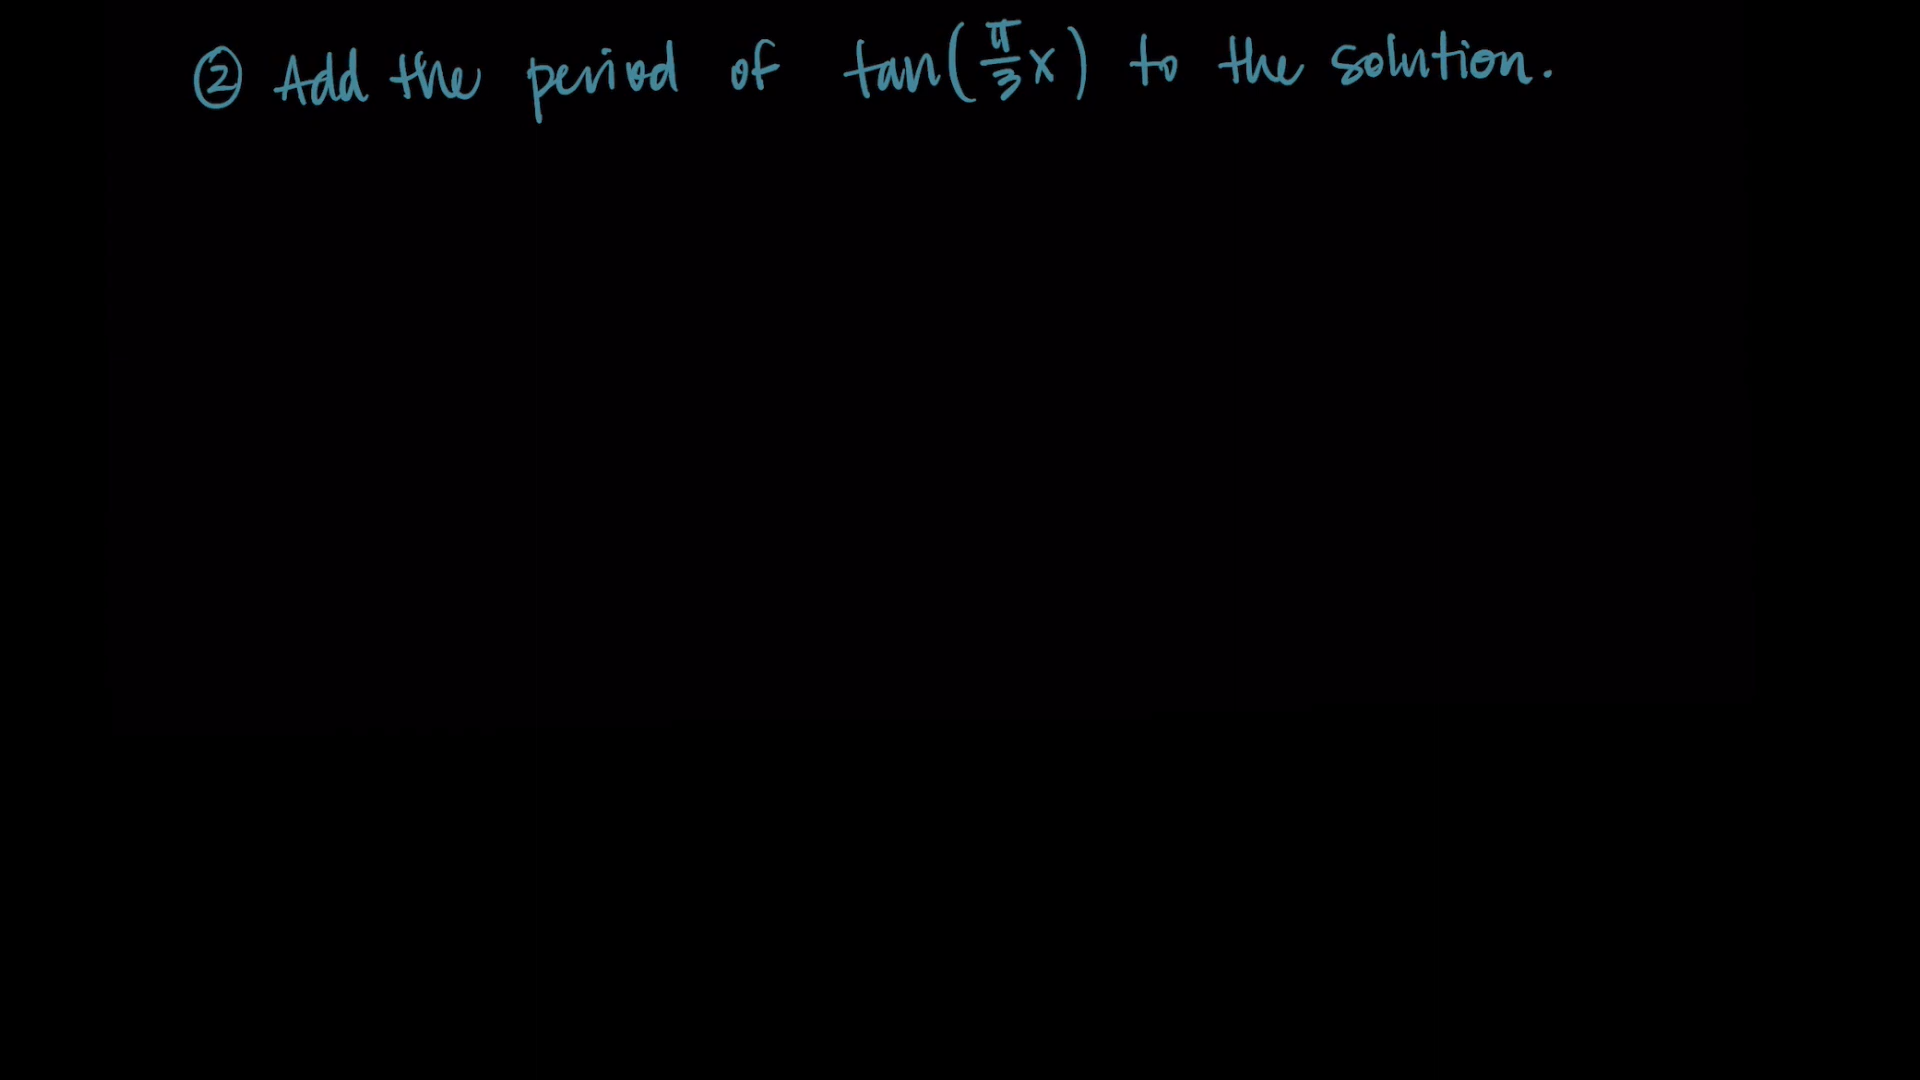 ② Add the period of tan(π/3 x) to the solution.